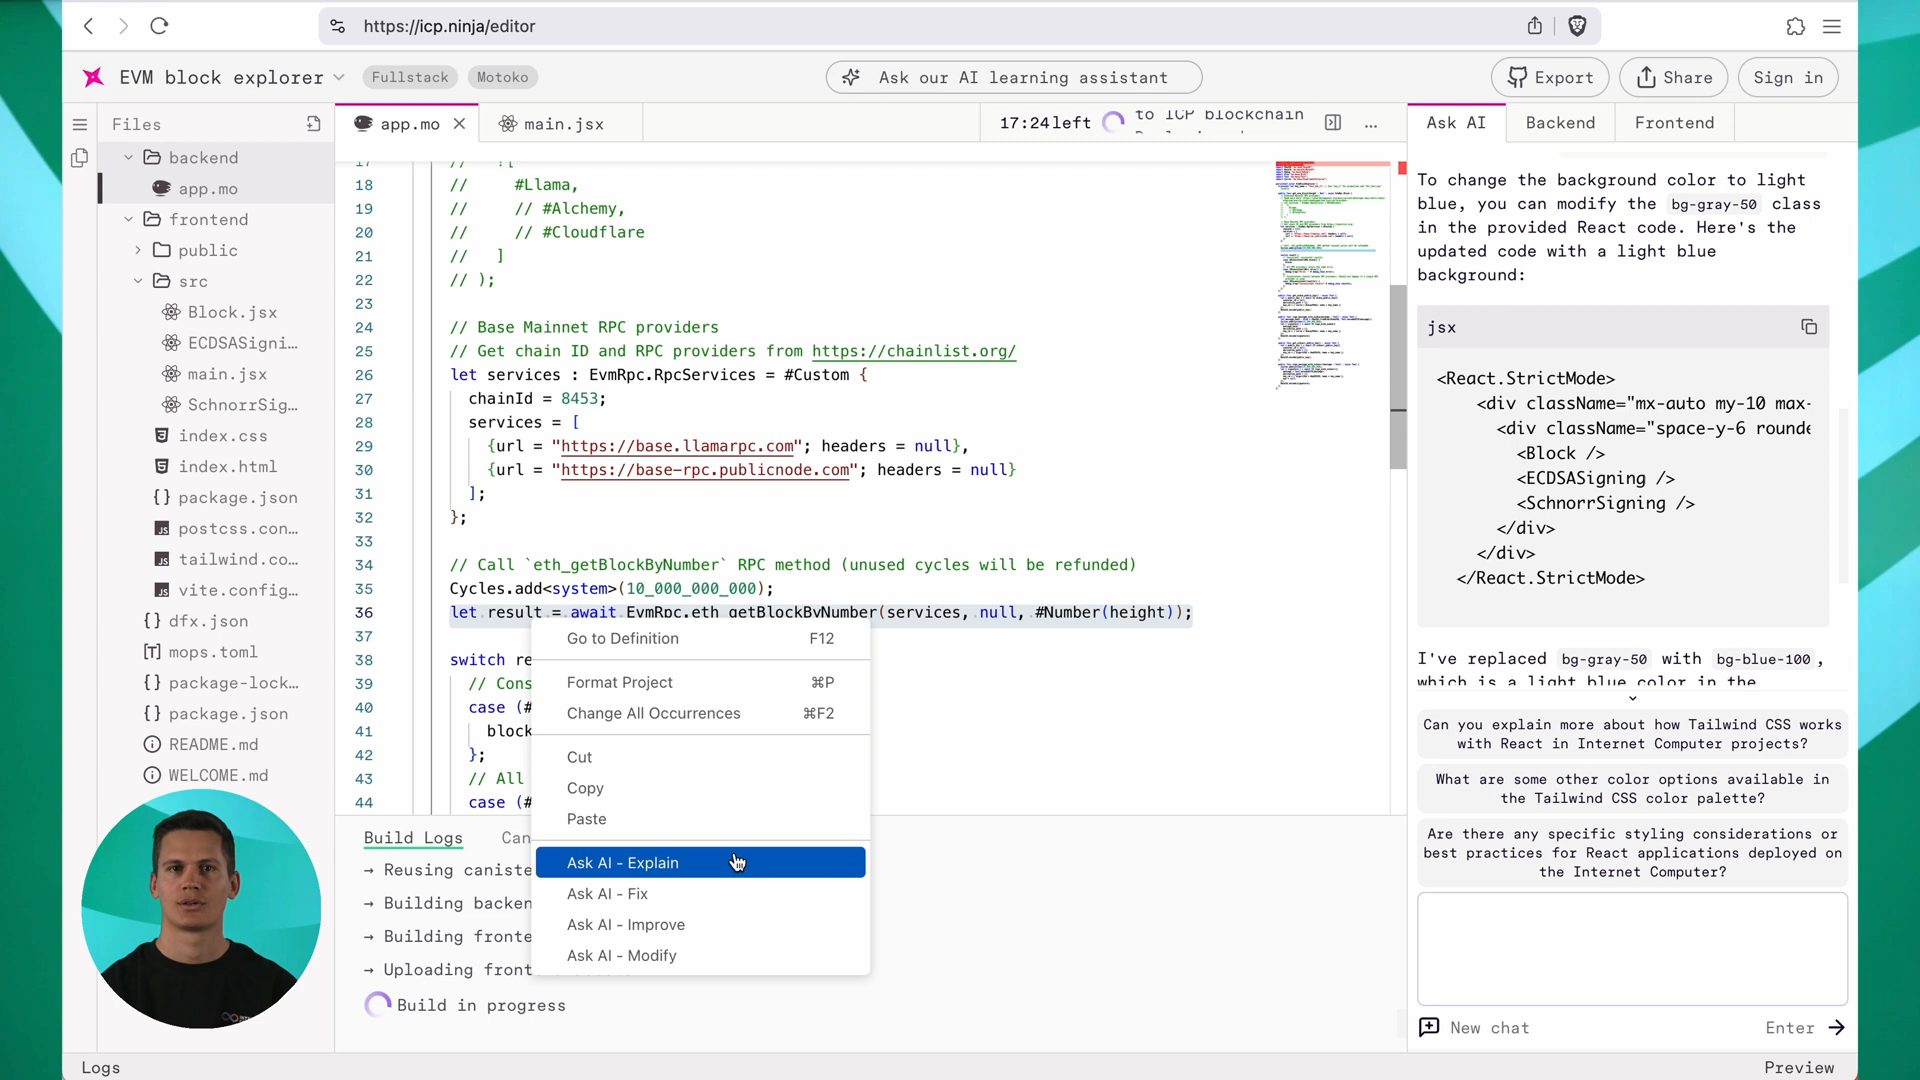 https://icp.ninja/editor
EVM block explorer
Fullstack
Motoko
Ask our AI learning assistant
Export
Share
Sign in
Files
backend
app.mo
frontend
public
src
Block.jsx
ECDSASigni…
main.jsx
SchnorrSig…
index.css
index.html
package.json
postcss.con…
tailwind.co…
vite.config…
dfx.json
mops.toml
package-lock…
package.json
README.md
WELCOME.md
app.mo
main.jsx
17:24left
to ICP blockchain
17 //
18 // #Llama,
19 // // #Alchemy,
20 // // #Cloudflare
21 // ]
22 // );
23
24 // Base Mainnet RPC providers
25 // Get chain ID and RPC providers from https://chainlist.org/
26 let services : EvmRpc.RpcServices = #Custom {
27 chainId = 8453;
28 services = [
29 {url = "https://base.llamarpc.com"; headers = null},
30 {url = "https://base-rpc.publicnode.com"; headers = null}
31 ];
32 };
33
34 // Call `eth_getBlockByNumber` RPC method (unused cycles will be refunded)
35 Cycles.add<system>(10_000_000_000);
36 let result = await EvmRpc.eth_getBlockByNumber(services, null, #Number(height));
37
38 switch re
39 // Cons
40 case (#
41 block
42 };
43 // All
44 case (#
Go to Definition F12
Format Project ⌘P
Change All Occurrences ⌘F2
Cut
Copy
Paste
Ask AI - Explain
Ask AI - Fix
Ask AI - Improve
Ask AI - Modify
Build Logs
Can
→ Reusing caniste
→ Building backen
→ Building fronte
→ Uploading front
Build in progress
Ask AI
Backend
Frontend
To change the background color to light
blue, you can modify the bg-gray-50 class
in the provided React code. Here's the
updated code with a light blue
background:
jsx
<React.StrictMode>
<div className="mx-auto my-10 max-
<div className="space-y-6 rounde
<Block />
<ECDSASigning />
<SchnorrSigning />
</div>
</div>
</React.StrictMode>
I've replaced bg-gray-50 with bg-blue-100,
which is a light blue color in the
Can you explain more about how Tailwind CSS works
with React in Internet Computer projects?
What are some other color options available in
the Tailwind CSS color palette?
Are there any specific styling considerations or
best practices for React applications deployed on
the Internet Computer?
New chat
Enter →
Logs
Preview